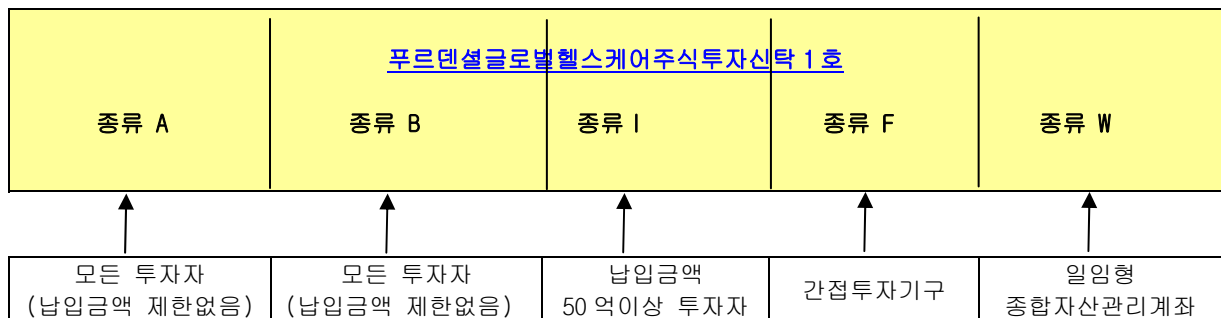 푸르덴셜글로벌헬스케어주식투자신탁 1 호
종류 A 종류 B 종류 I 종류 F 종류 W
모든 투자자 모든 투자자 납입금액 간접투자기구 일임형
(납입금액 제한없음) (납입금액 제한없음) 50 억이상 투자자 종합자산관리계좌